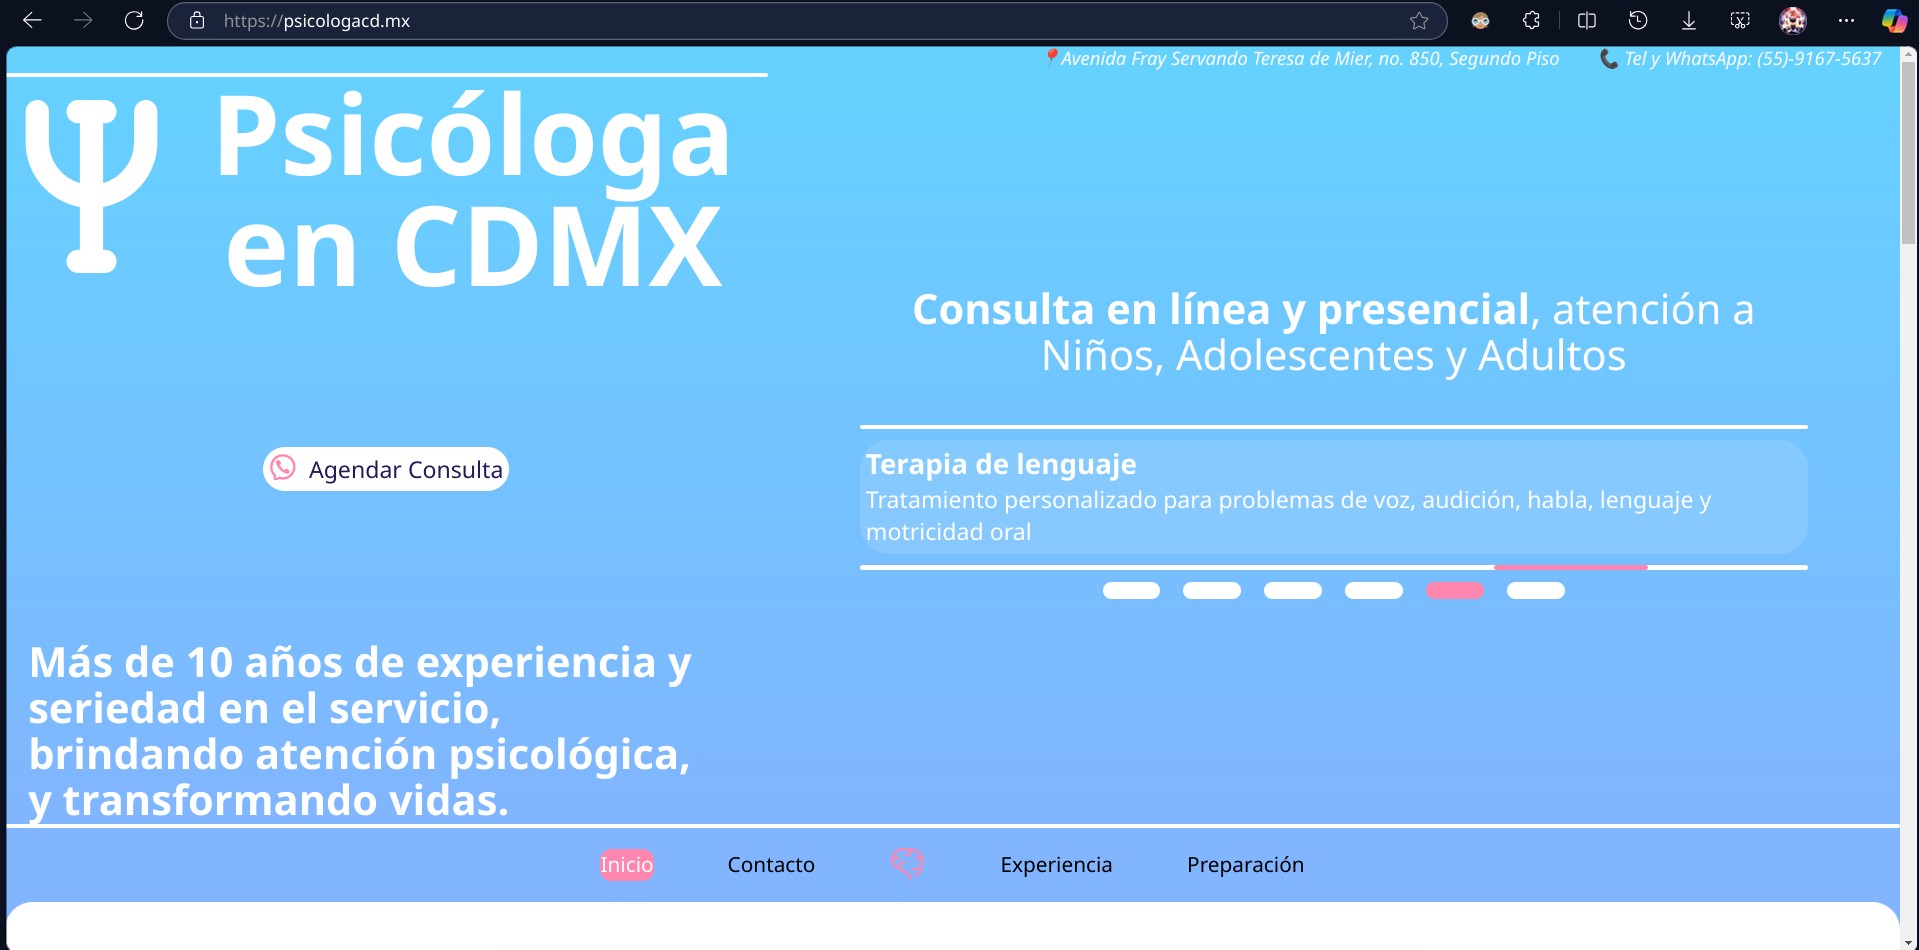 https://psicologacd.mx
📍Avenida Fray Servando Teresa de Mier, no. 850, Segundo Piso
📞 Tel y WhatsApp: (55)-9167-5637
Psicóloga
en CDMX
Consulta en línea y presencial, atención a
Niños, Adolescentes y Adultos
Agendar Consulta
Terapia de lenguaje
Tratamiento personalizado para problemas de voz, audición, habla, lenguaje y
motricidad oral
Más de 10 años de experiencia y
seriedad en el servicio,
brindando atención psicológica,
y transformando vidas.
Inicio
Contacto
Experiencia
Preparación